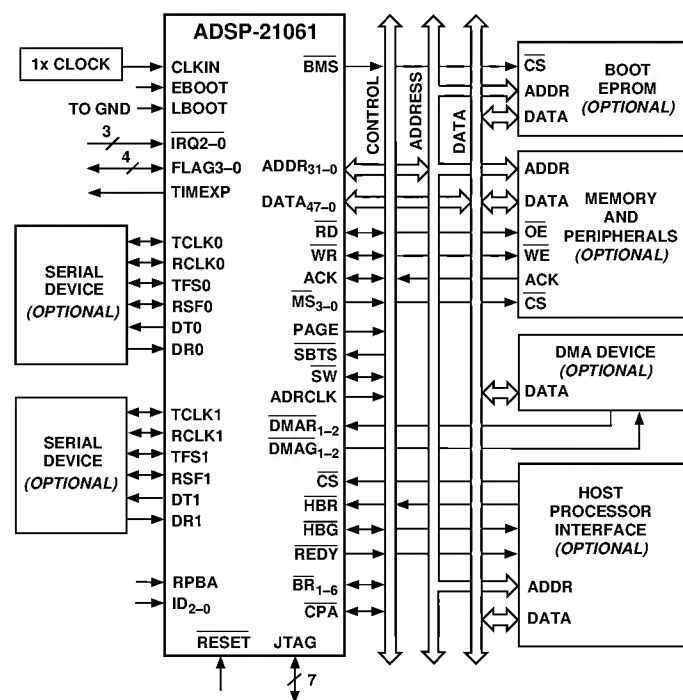 ADSP-21061
1x CLOCK
CLKIN
EBOOT
TO GND
LBOOT
3
IRQ2–0
4
FLAG3–0
TIMEXP
SERIAL
DEVICE
(OPTIONAL)
TCLK0
RCLK0
TFS0
RSF0
DT0
DR0
SERIAL
DEVICE
(OPTIONAL)
TCLK1
RCLK1
TFS1
RSF1
DT1
DR1
RPBA
ID2–0
RESET
JTAG
7
BMS
ADDR31–0
DATA47–0
RD
WR
ACK
MS3–0
PAGE
SBTS
SW
ADRCLK
DMAR1–2
DMAG1–2
CS
HBR
HBG
REDY
BR1–6
CPA
CONTROL
ADDRESS
DATA
CS
BOOT
EPROM
(OPTIONAL)
ADDR
DATA
ADDR
DATA
MEMORY
AND
PERIPHERALS
(OPTIONAL)
OE
WE
ACK
CS
DMA DEVICE
(OPTIONAL)
DATA
HOST
PROCESSOR
INTERFACE
(OPTIONAL)
ADDR
DATA